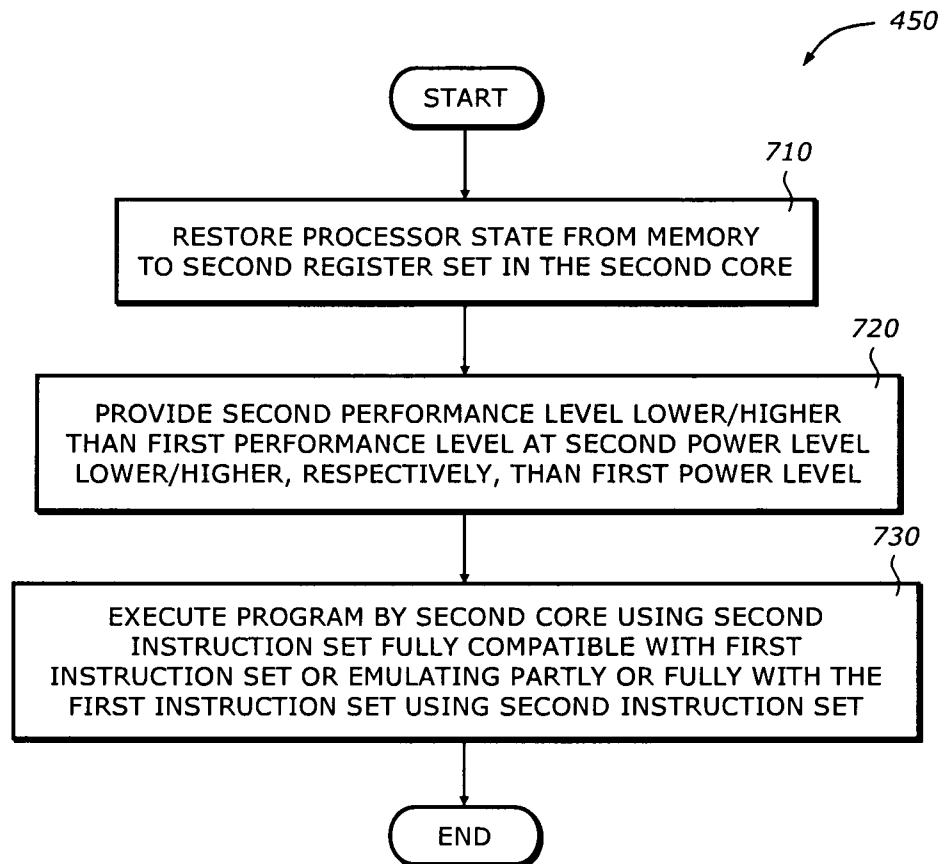 450
START
710
RESTORE PROCESSOR STATE FROM MEMORY
TO SECOND REGISTER SET IN THE SECOND CORE
720
PROVIDE SECOND PERFORMANCE LEVEL LOWER/HIGHER
THAN FIRST PERFORMANCE LEVEL AT SECOND POWER LEVEL
LOWER/HIGHER, RESPECTIVELY, THAN FIRST POWER LEVEL
730
EXECUTE PROGRAM BY SECOND CORE USING SECOND
INSTRUCTION SET FULLY COMPATIBLE WITH FIRST
INSTRUCTION SET OR EMULATING PARTLY OR FULLY WITH THE
FIRST INSTRUCTION SET USING SECOND INSTRUCTION SET
END